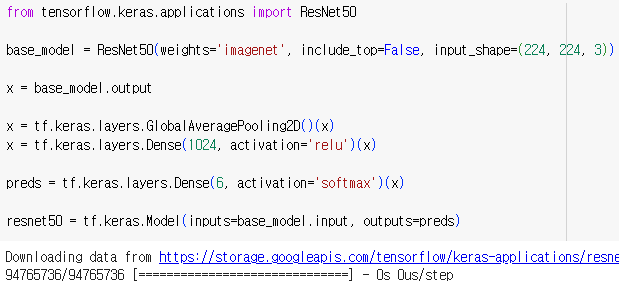 from tensorflow.keras.applications import ResNet50
base_model = ResNet50(weights='imagenet', include_top=False, input_shape=(224, 224, 3))
x = base_model.output
x = tf.keras.layers.GlobalAveragePooling2D()(x)
x = tf.keras.layers.Dense(1024, activation='relu')(x)
preds = tf.keras.layers.Dense(6, activation='softmax')(x)
resnet50 = tf.keras.Model(inputs=base_model.input, outputs=preds)
Downloading data from https://storage.googleapis.com/tensorflow/keras-applications/resne
94765736/94765736 [==============================] - 0s 0us/step